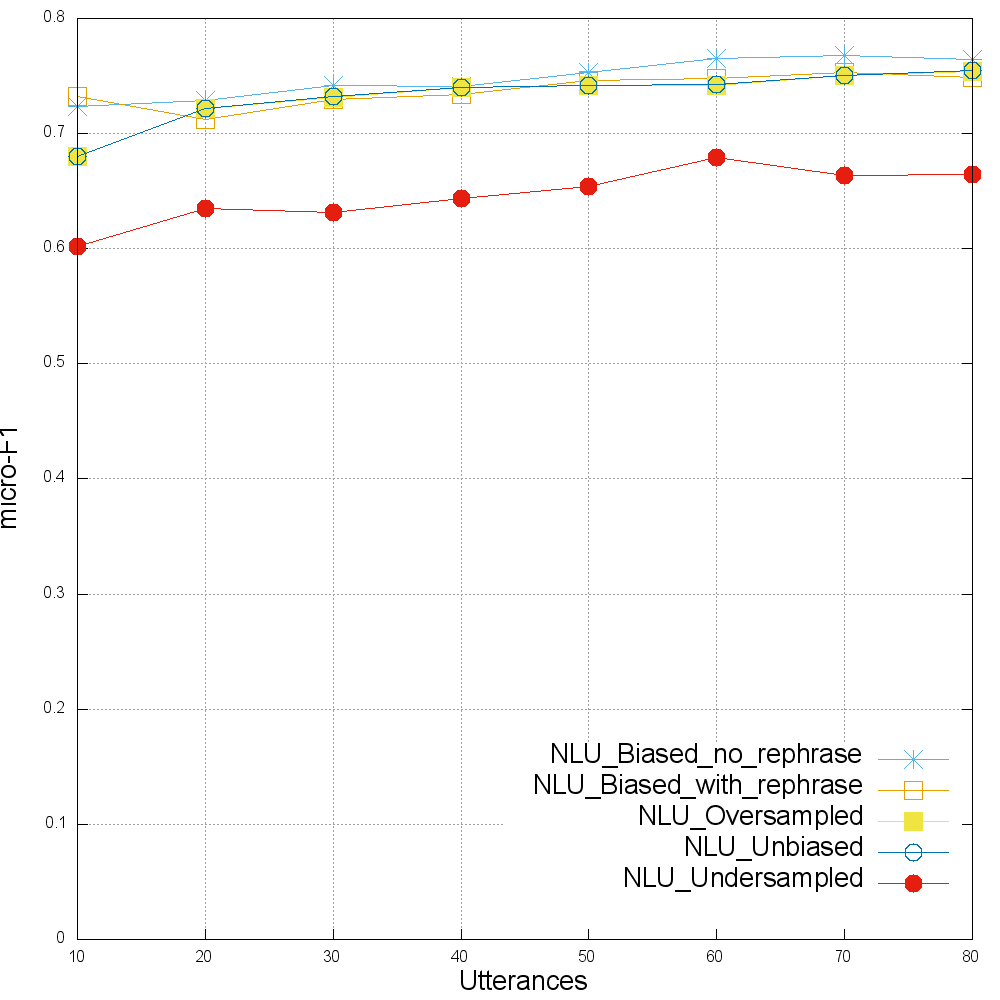 0.8
0.7
0.6
0.5
0.4
0.3
0.2
0.1
0
micro-F1
NLU_Biased_no_rephrase
NLU_Biased_with_rephrase
NLU_Oversampled
NLU_Unbiased
NLU_Undersampled
10 20 30 40 50 60 70 80
Utterances